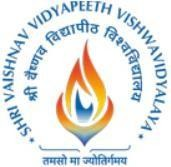 SHRI VAISHNAV VIDYAPEETH VISHWAVIDYALAYA
श्री वैष्णव विद्यापीठ विश्वविद्यालय
तमसो मा ज्योतिर्गमय